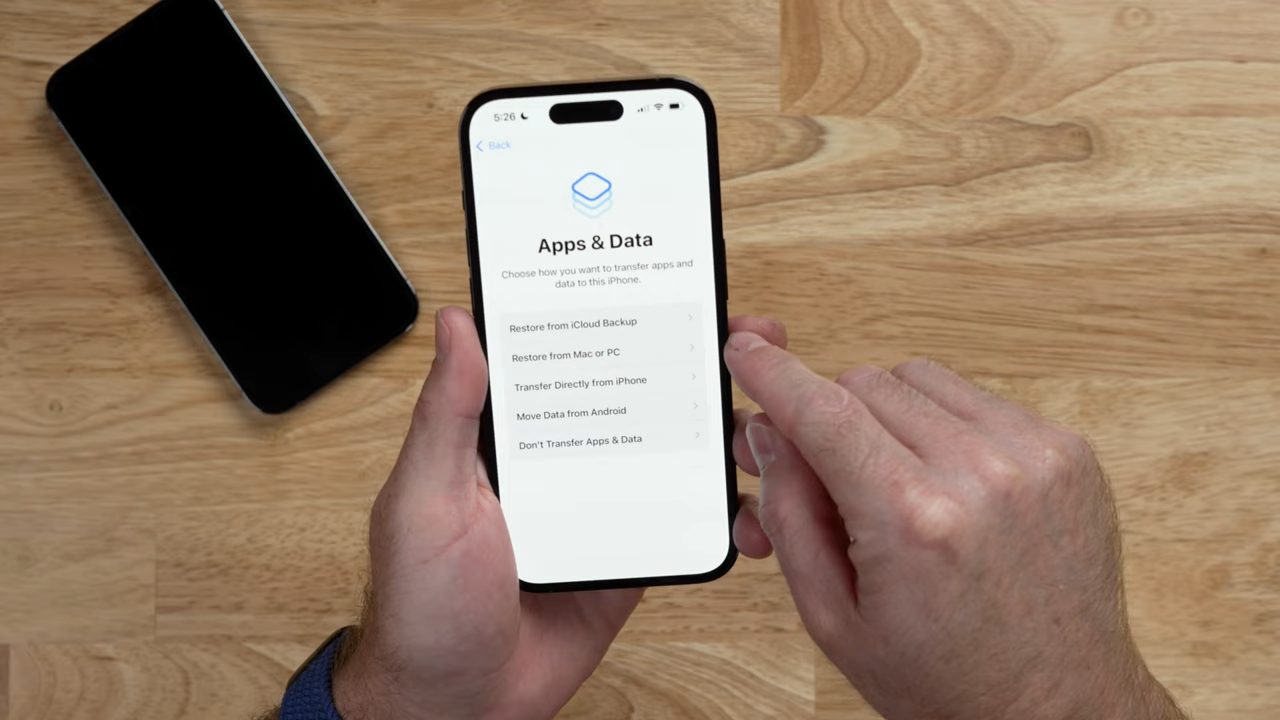 5:26
Back
Apps & Data
Choose how you want to transfer apps and
data to this iPhone.
Restore from iCloud Backup
Restore from Mac or PC
Transfer Directly from iPhone
Move Data from Android
Don't Transfer Apps & Data